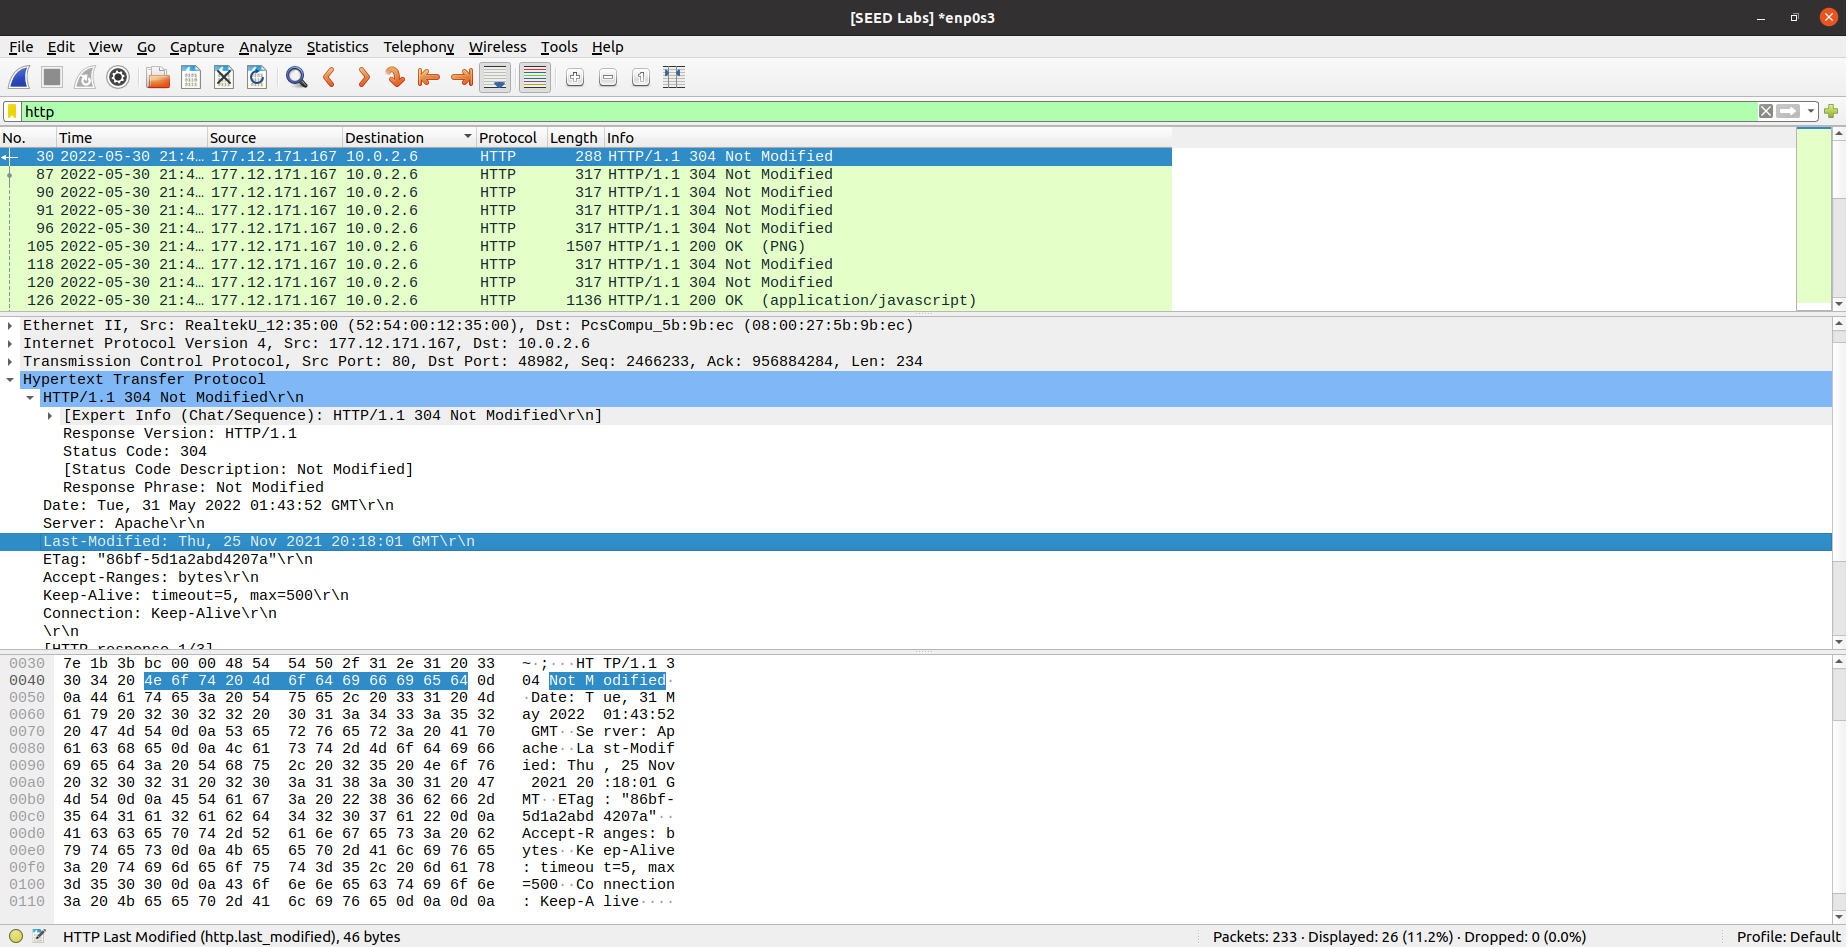 [SEED Labs] *enp0s3
File Edit View Go Capture Analyze Statistics Telephony Wireless Tools Help
http
No. Time Source Destination Protocol Length Info
30 2022-05-30 21:4… 177.12.171.167 10.0.2.6 HTTP 288 HTTP/1.1 304 Not Modified
87 2022-05-30 21:4… 177.12.171.167 10.0.2.6 HTTP 317 HTTP/1.1 304 Not Modified
90 2022-05-30 21:4… 177.12.171.167 10.0.2.6 HTTP 317 HTTP/1.1 304 Not Modified
91 2022-05-30 21:4… 177.12.171.167 10.0.2.6 HTTP 317 HTTP/1.1 304 Not Modified
96 2022-05-30 21:4… 177.12.171.167 10.0.2.6 HTTP 317 HTTP/1.1 304 Not Modified
105 2022-05-30 21:4… 177.12.171.167 10.0.2.6 HTTP 1507 HTTP/1.1 200 OK  (PNG)
118 2022-05-30 21:4… 177.12.171.167 10.0.2.6 HTTP 317 HTTP/1.1 304 Not Modified
120 2022-05-30 21:4… 177.12.171.167 10.0.2.6 HTTP 317 HTTP/1.1 304 Not Modified
126 2022-05-30 21:4… 177.12.171.167 10.0.2.6 HTTP 1136 HTTP/1.1 200 OK  (application/javascript)
Ethernet II, Src: RealtekU_12:35:00 (52:54:00:12:35:00), Dst: PcsCompu_5b:9b:ec (08:00:27:5b:9b:ec)
Internet Protocol Version 4, Src: 177.12.171.167, Dst: 10.0.2.6
Transmission Control Protocol, Src Port: 80, Dst Port: 48982, Seq: 2466233, Ack: 956884284, Len: 234
Hypertext Transfer Protocol
HTTP/1.1 304 Not Modified\r\n
[Expert Info (Chat/Sequence): HTTP/1.1 304 Not Modified\r\n]
Response Version: HTTP/1.1
Status Code: 304
[Status Code Description: Not Modified]
Response Phrase: Not Modified
Date: Tue, 31 May 2022 01:43:52 GMT\r\n
Server: Apache\r\n
Last-Modified: Thu, 25 Nov 2021 20:18:01 GMT\r\n
ETag: "86bf-5d1a2abd4207a"\r\n
Accept-Ranges: bytes\r\n
Keep-Alive: timeout=5, max=500\r\n
Connection: Keep-Alive\r\n
\r\n
[HTTP response 1/3]
0030 7e 1b 3b bc 00 00 48 54 54 50 2f 31 2e 31 20 33 ~·;···HT TP/1.1 3
0040 30 34 20 4e 6f 74 20 4d 6f 64 69 66 69 65 64 0d 04 Not M odified·
0050 0a 44 61 74 65 3a 20 54 75 65 2c 20 33 31 20 4d ·Date: T ue, 31 M
0060 61 79 20 32 30 32 32 20 30 31 3a 34 33 3a 35 32 ay 2022  01:43:52
0070 20 47 4d 54 0d 0a 53 65 72 76 65 72 3a 20 41 70 GMT··Se rver: Ap
0080 61 63 68 65 0d 0a 4c 61 73 74 2d 4d 6f 64 69 66 ache··La st-Modif
0090 69 65 64 3a 20 54 68 75 2c 20 32 35 20 4e 6f 76 ied: Thu , 25 Nov
00a0 20 32 30 32 31 20 32 30 3a 31 38 3a 30 31 20 47 2021 20 :18:01 G
00b0 4d 54 0d 0a 45 54 61 67 3a 20 22 38 36 62 66 2d MT··ETag : "86bf-
00c0 35 64 31 61 32 61 62 64 34 32 30 37 61 22 0d 0a 5d1a2abd 4207a"··
00d0 41 63 63 65 70 74 2d 52 61 6e 67 65 73 3a 20 62 Accept-R anges: b
00e0 79 74 65 73 0d 0a 4b 65 65 70 2d 41 6c 69 76 65 ytes··Ke ep-Alive
00f0 3a 20 74 69 6d 65 6f 75 74 3d 35 2c 20 6d 61 78 : timeou t=5, max
0100 3d 35 30 30 0d 0a 43 6f 6e 6e 65 63 74 69 6f 6e =500··Co nnection
0110 3a 20 4b 65 65 70 2d 41 6c 69 76 65 0d 0a 0d 0a : Keep-A live····
HTTP Last Modified (http.last_modified), 46 bytes Packets: 233 · Displayed: 26 (11.2%) · Dropped: 0 (0.0%) Profile: Default